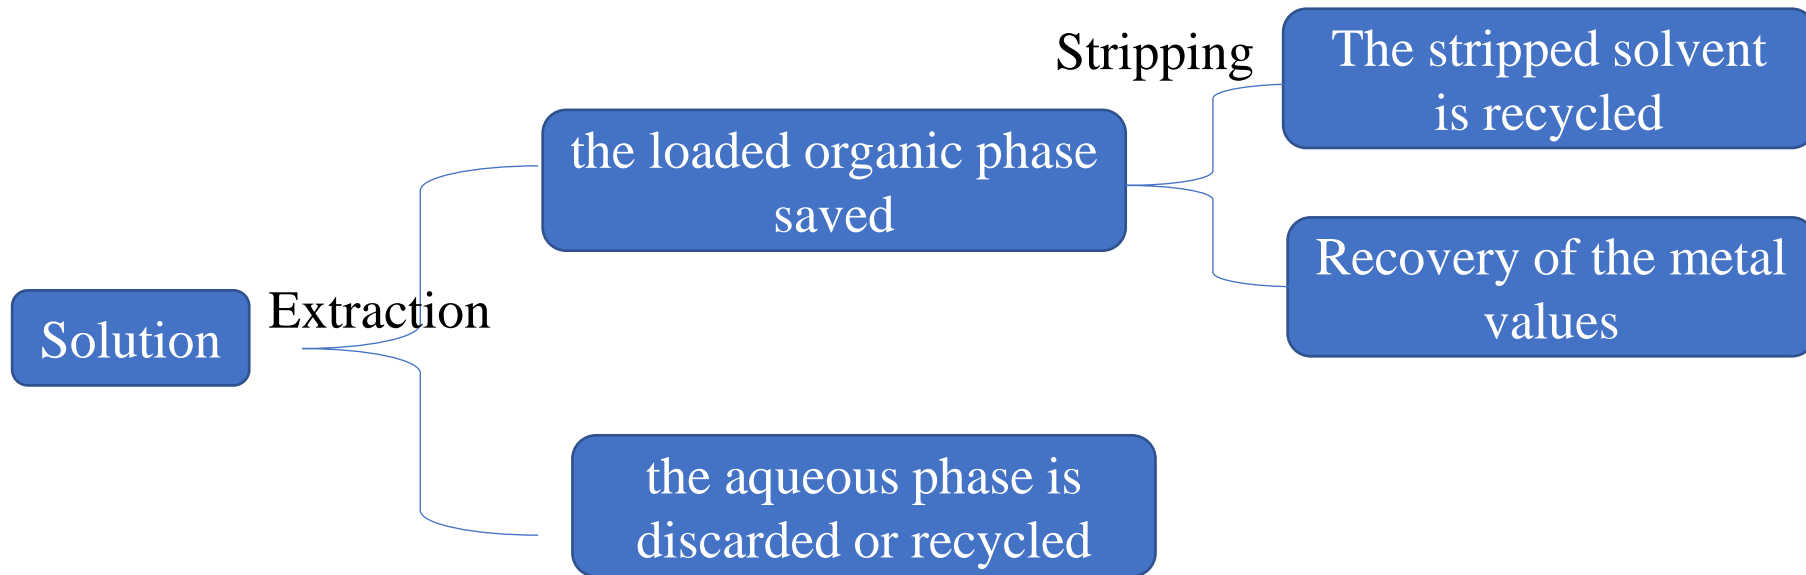 Solution
Extraction
the loaded organic phase
saved
the aqueous phase is
discarded or recycled
Stripping
The stripped solvent
is recycled
Recovery of the metal
values